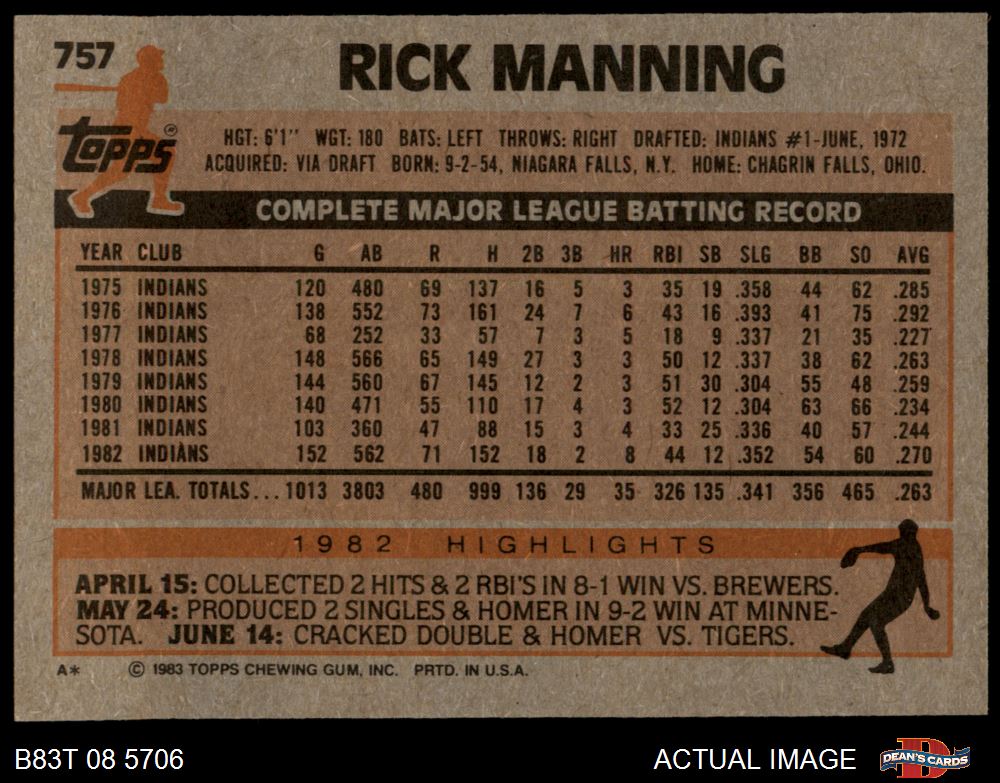 757
RICK MANNING
topps®
HGT: 6'1" WGT: 180 BATS: LEFT THROWS: RIGHT DRAFTED: INDIANS #1-JUNE, 1972
ACQUIRED: VIA DRAFT BORN: 9-2-54, NIAGARA FALLS, N.Y. HOME: CHAGRIN FALLS, OHIO.
COMPLETE MAJOR LEAGUE BATTING RECORD
YEAR CLUB G AB R H 2B 3B HR RBI SB SLG BB SO AVG
1975 INDIANS 120 480 69 137 16 5 3 35 19 .358 44 62 .285
1976 INDIANS 138 552 73 161 24 7 6 43 16 .393 41 75 .292
1977 INDIANS 68 252 33 57 7 3 5 18 9 .337 21 35 .227
1978 INDIANS 148 566 65 149 27 3 3 50 12 .337 38 62 .263
1979 INDIANS 144 560 67 145 12 2 3 51 30 .304 55 48 .259
1980 INDIANS 140 471 55 110 17 4 3 52 12 .304 63 66 .234
1981 INDIANS 103 360 47 88 15 3 4 33 25 .336 40 57 .244
1982 INDIANS 152 562 71 152 18 2 8 44 12 .352 54 60 .270
MAJOR LEA. TOTALS... 1013 3803 480 999 136 29 35 326 135 .341 356 465 .263
1982 HIGHLIGHTS
APRIL 15: COLLECTED 2 HITS & 2 RBI'S IN 8-1 WIN VS. BREWERS.
MAY 24: PRODUCED 2 SINGLES & HOMER IN 9-2 WIN AT MINNE-
SOTA. JUNE 14: CRACKED DOUBLE & HOMER VS. TIGERS.
A* © 1983 TOPPS CHEWING GUM, INC. PRTD. IN U.S.A.
B83T 08 5706
ACTUAL IMAGE
D
DEAN'S CARDS